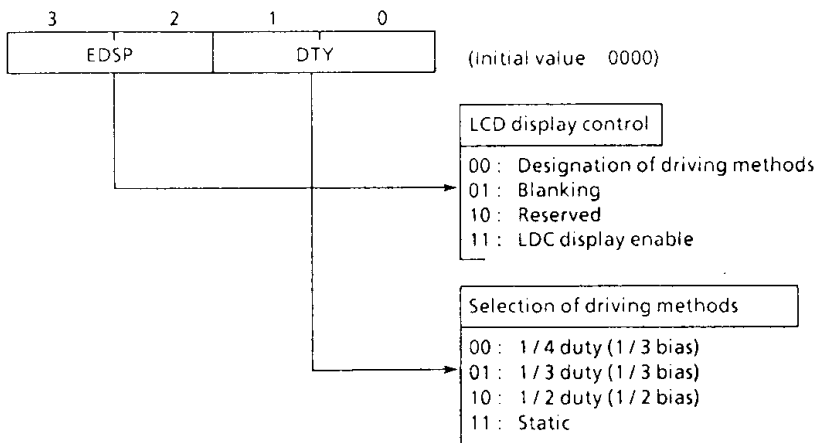 3 2 1 0
EDSP DTY (Initial value 0000)
LCD display control
00 : Designation of driving methods
01 : Blanking
10 : Reserved
11 : LDC display enable
Selection of driving methods
00 : 1 / 4 duty (1 / 3 bias)
01 : 1 / 3 duty (1 / 3 bias)
10 : 1 / 2 duty (1 / 2 bias)
11 : Static